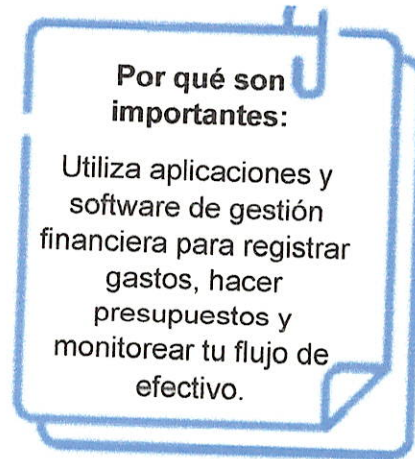 Por qué son
importantes:
Utiliza aplicaciones y
software de gestión
financiera para registrar
gastos, hacer
presupuestos y
monitorear tu flujo de
efectivo.